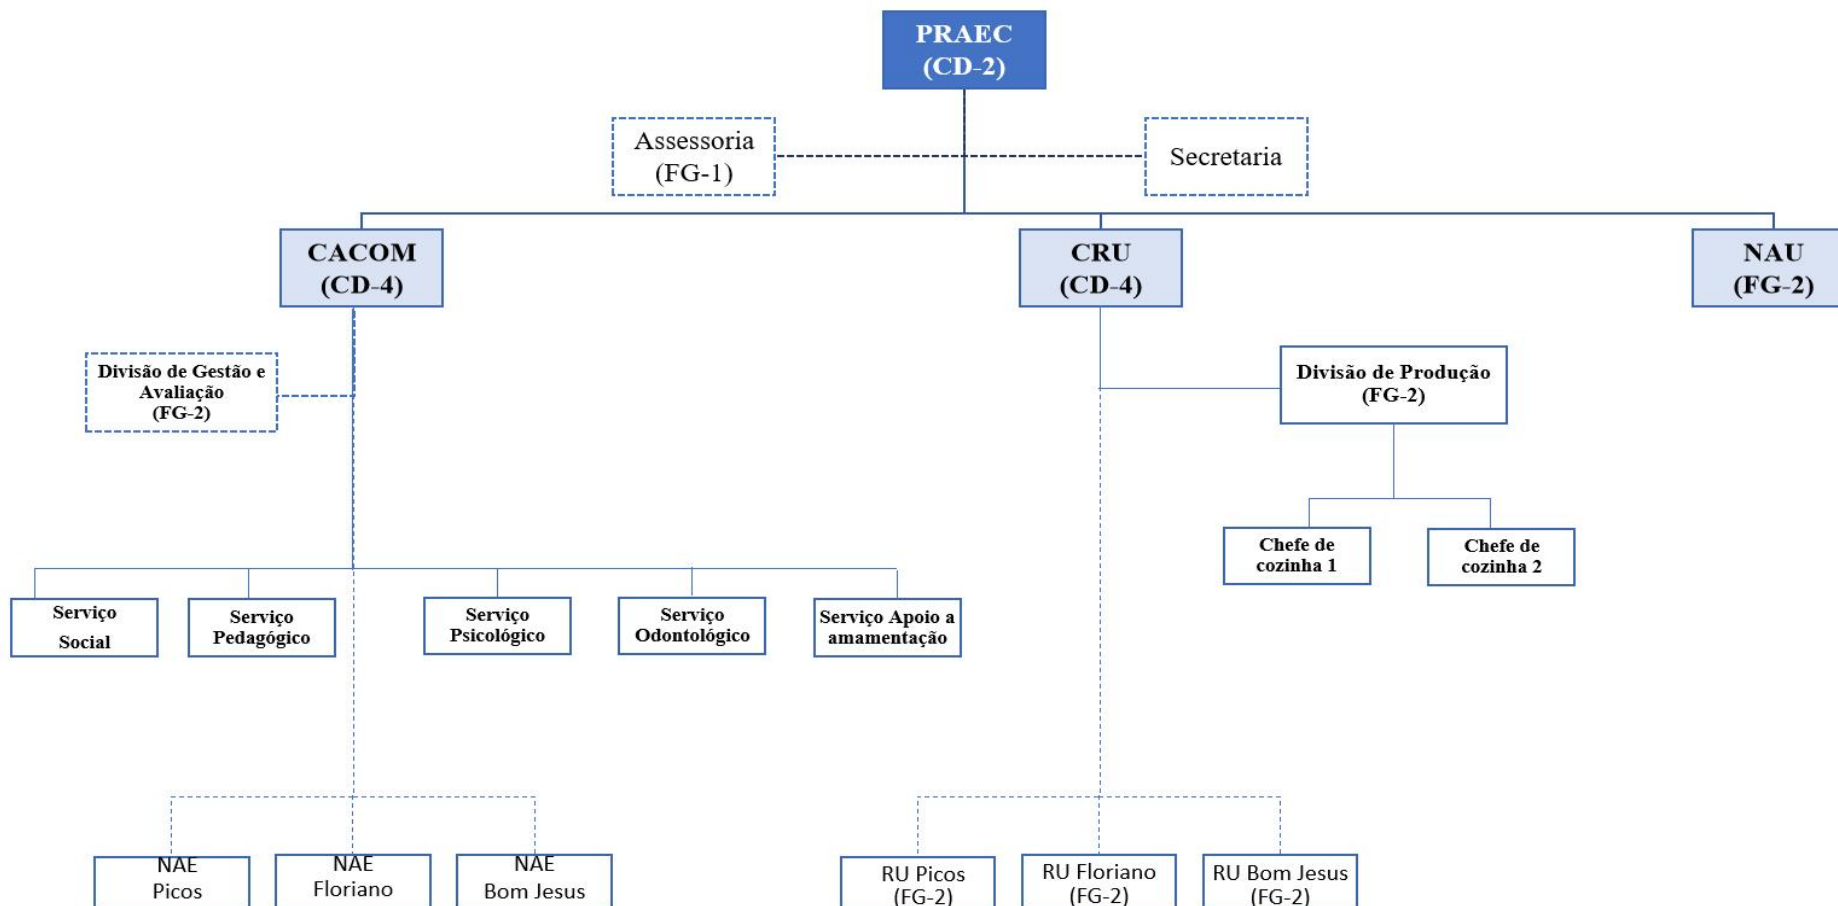 PRAEC
(CD-2)
Assessoria
(FG-1)
Secretaria
CACOM
(CD-4)
CRU
(CD-4)
NAU
(FG-2)
Divisão de Gestão e
Avaliação
(FG-2)
Divisão de Produção
(FG-2)
Chefe de
cozinha 1
Chefe de
cozinha 2
Serviço
Social
Serviço
Pedagógico
Serviço
Psicológico
Serviço
Odontológico
Serviço Apoio a
amamentação
NAE
Picos
NAE
Floriano
NAE
Bom Jesus
RU Picos
(FG-2)
RU Floriano
(FG-2)
RU Bom Jesus
(FG-2)